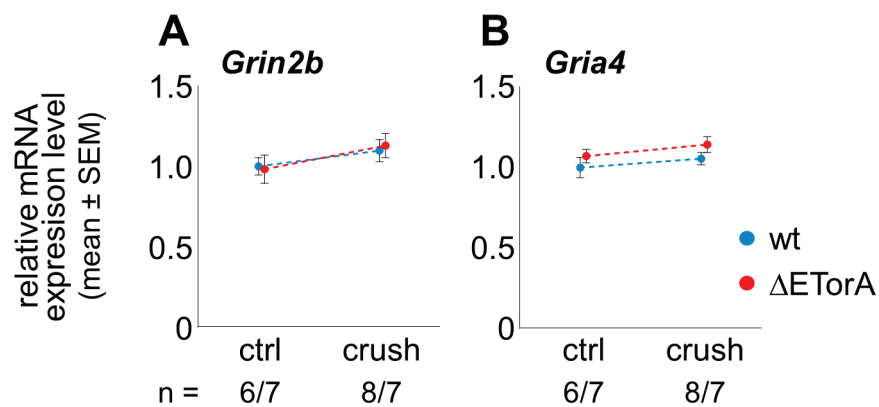 A
B
Grin2b
Gria4
relative mRNA
expresison level
(mean ± SEM)
1.5
1.0
0.5
0
1.5
1.0
0.5
0
wt
ΔETorA
ctrl crush
ctrl crush
n = 6/7 8/7
6/7 8/7